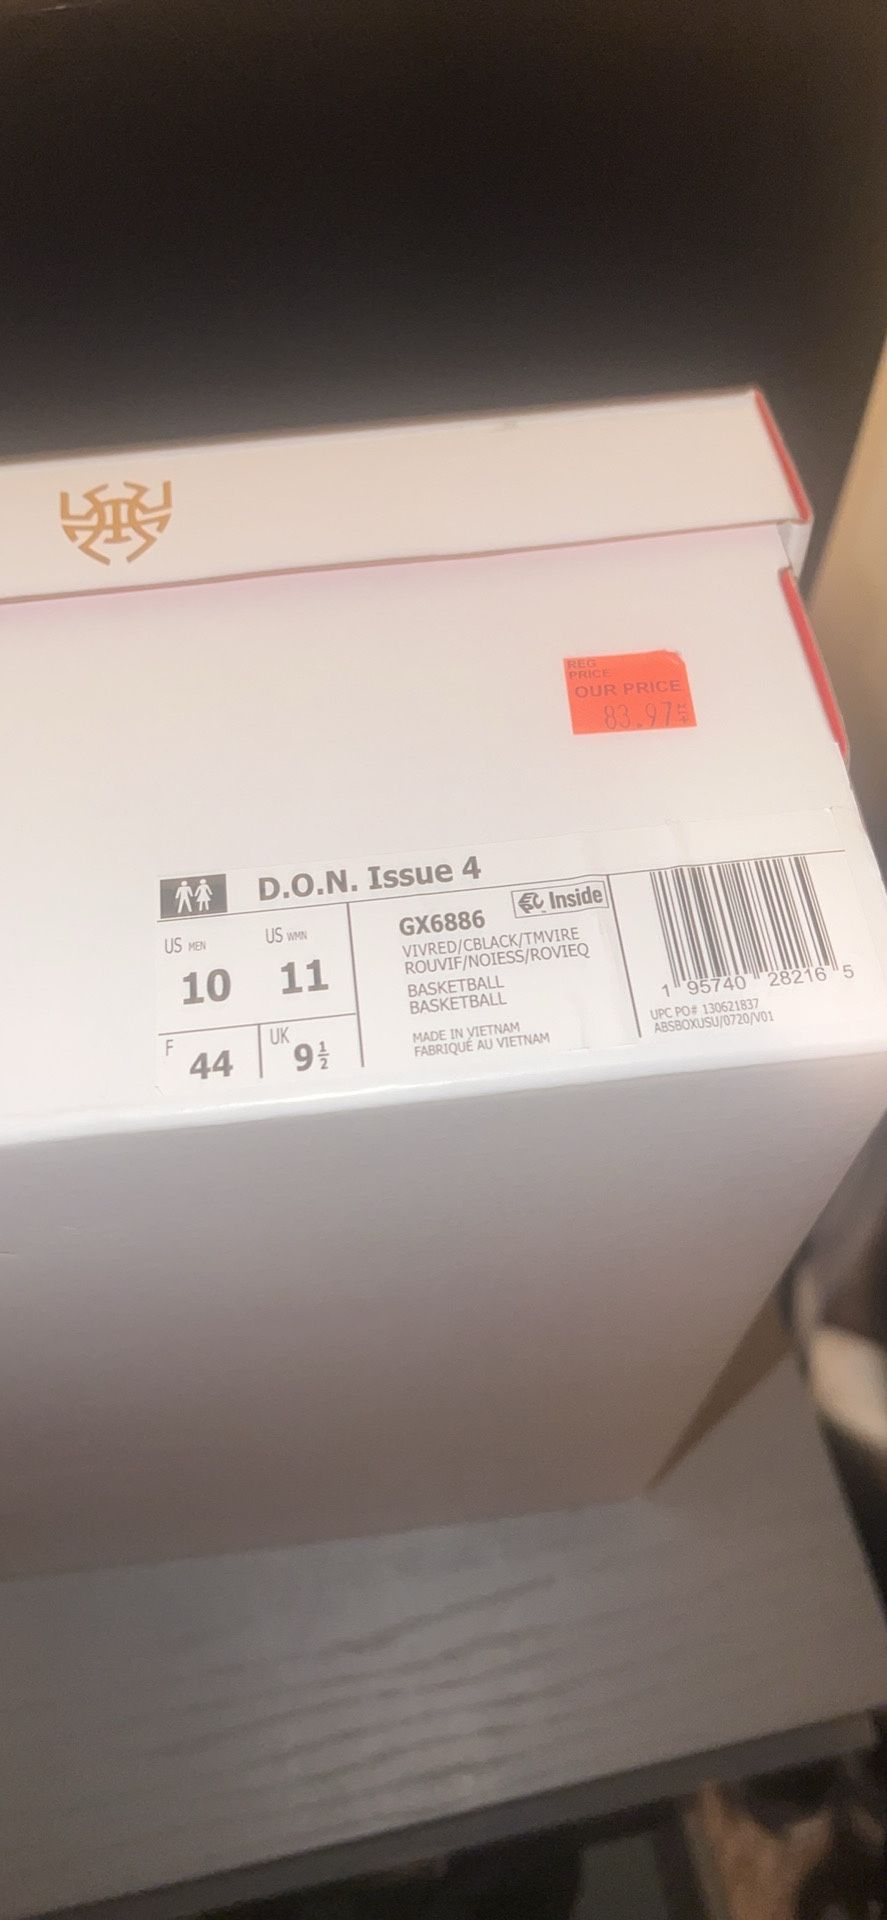 REG
PRICE
OUR PRICE
83.97
D.O.N. Issue 4
US MEN
10
US WMN
11
F
44
UK
9½
GX6886
Inside
VIVRED/CBLACK/TMVIRE
ROUVIF/NOIESS/ROVIEQ
BASKETBALL
BASKETBALL
MADE IN VIETNAM
FABRIQUÉ AU VIETNAM
1 95740 28216 5
UPC PO# 130621837
ABSBOXUSU/0720/V01